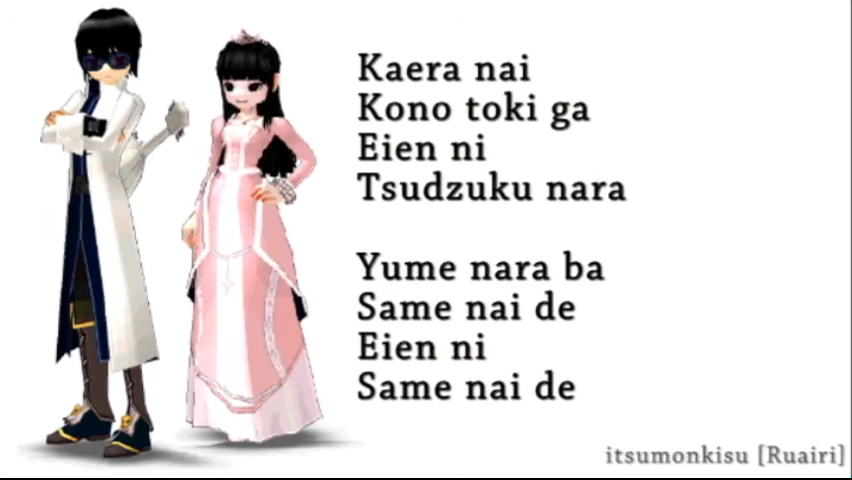 Kaera nai
Kono toki ga
Eien ni
Tsudzuku nara
Yume nara ba
Same nai de
Eien ni
Same nai de
itsumonkisu [Ruairi]